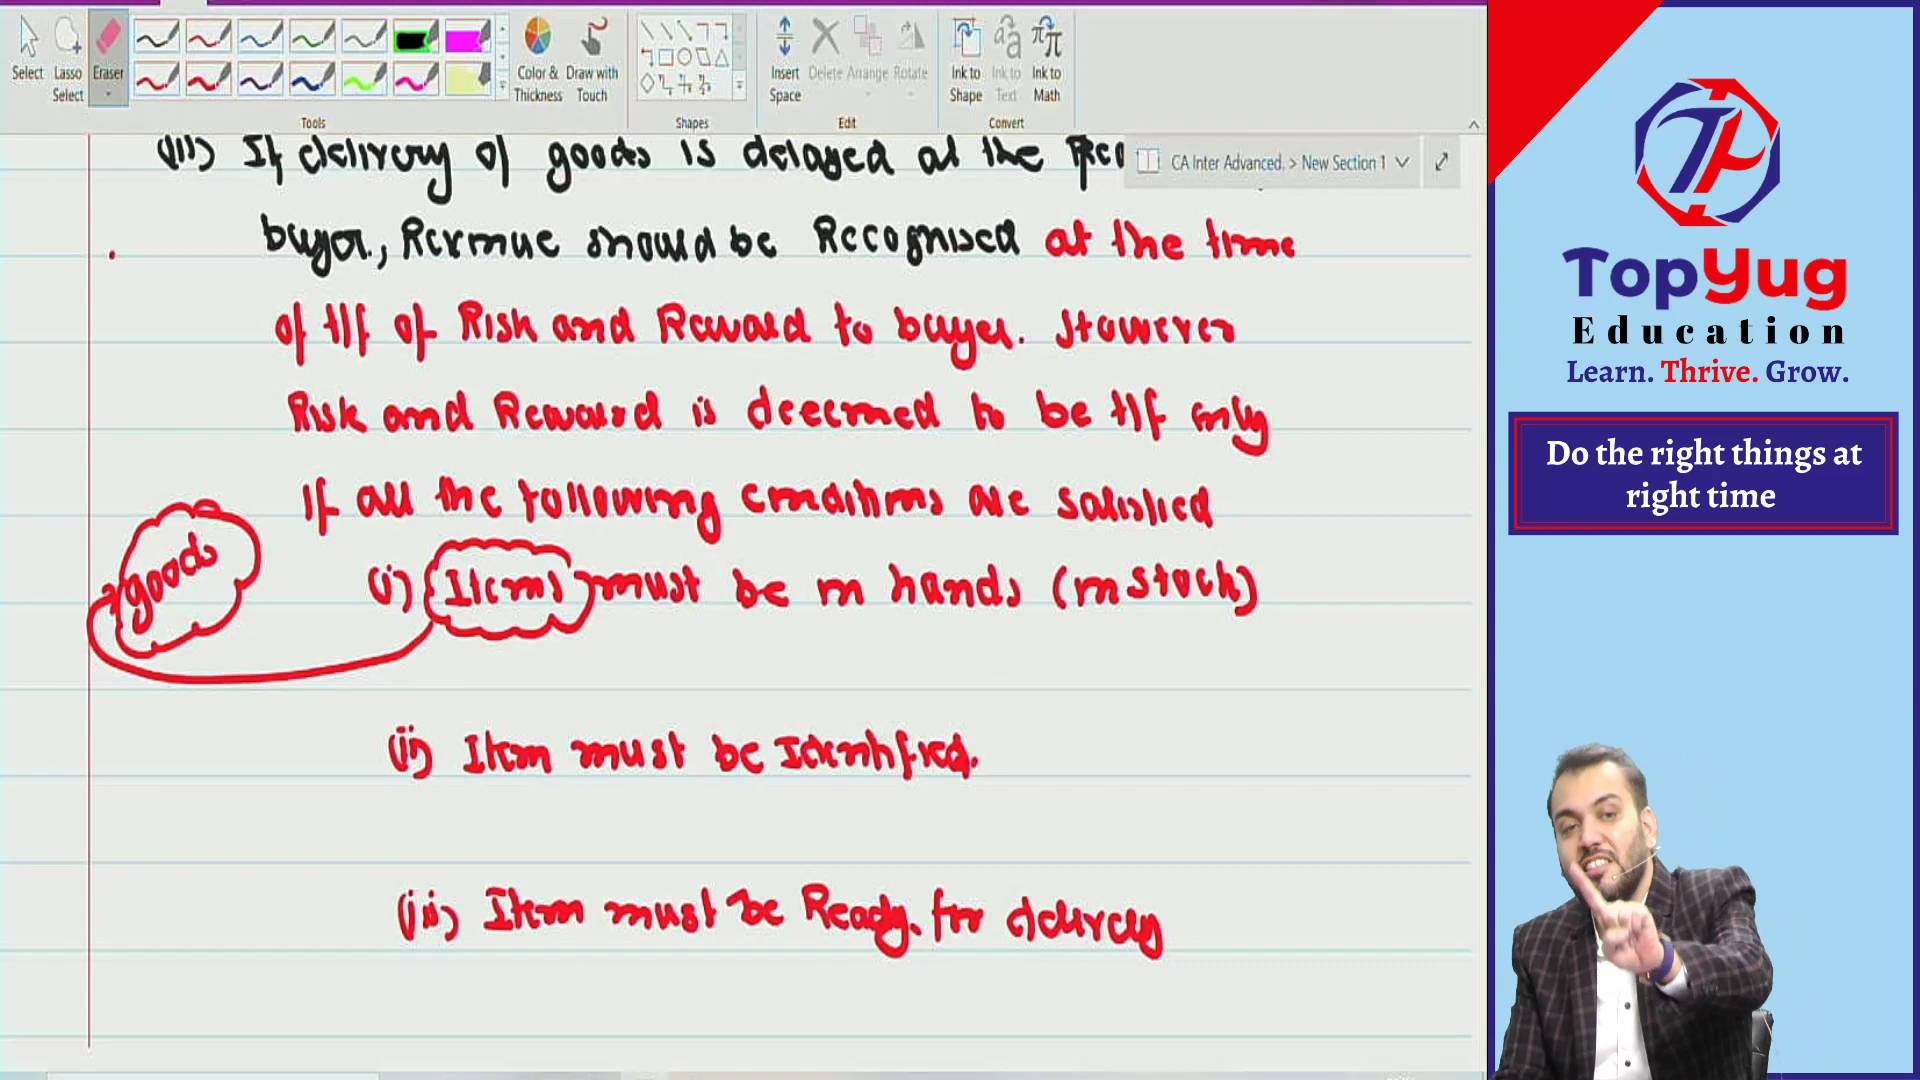 Select
Lasso Select
Eraser
Color & Thickness
Draw with Touch
Insert Space
Delete
Arrange
Rotate
Ink to Shape
Ink to Text
Ink to Math
Tools
Shapes
Edit
Convert
CA Inter Advanced. > New Section 1
(iii) If delivery of goods is delayed at the
buyer, Revenue should be Recognised at the time
of t/f of Risk and Reward to buyer. However
Risk and Reward is deemed to be t/f only
If all the following conditions are satisfied
goods
(i) Items must be in hands (in stock)
(ii) Item must be Identified.
(iii) Item must be Ready for delivery
TopYug
Education
Learn. Thrive. Grow.
Do the right things at
right time